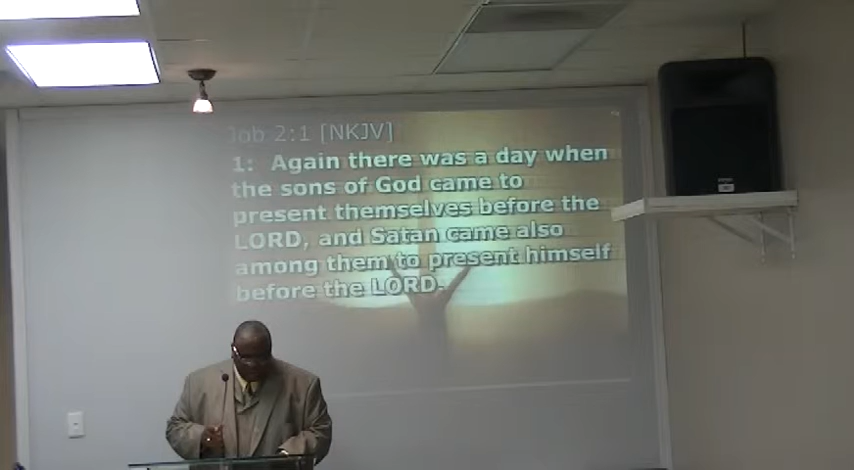 Job 2:1 [NKJV]
1: Again there was a day when
the sons of God came to
present themselves before the
LORD, and Satan came also
among them to present himself
before the LORD.